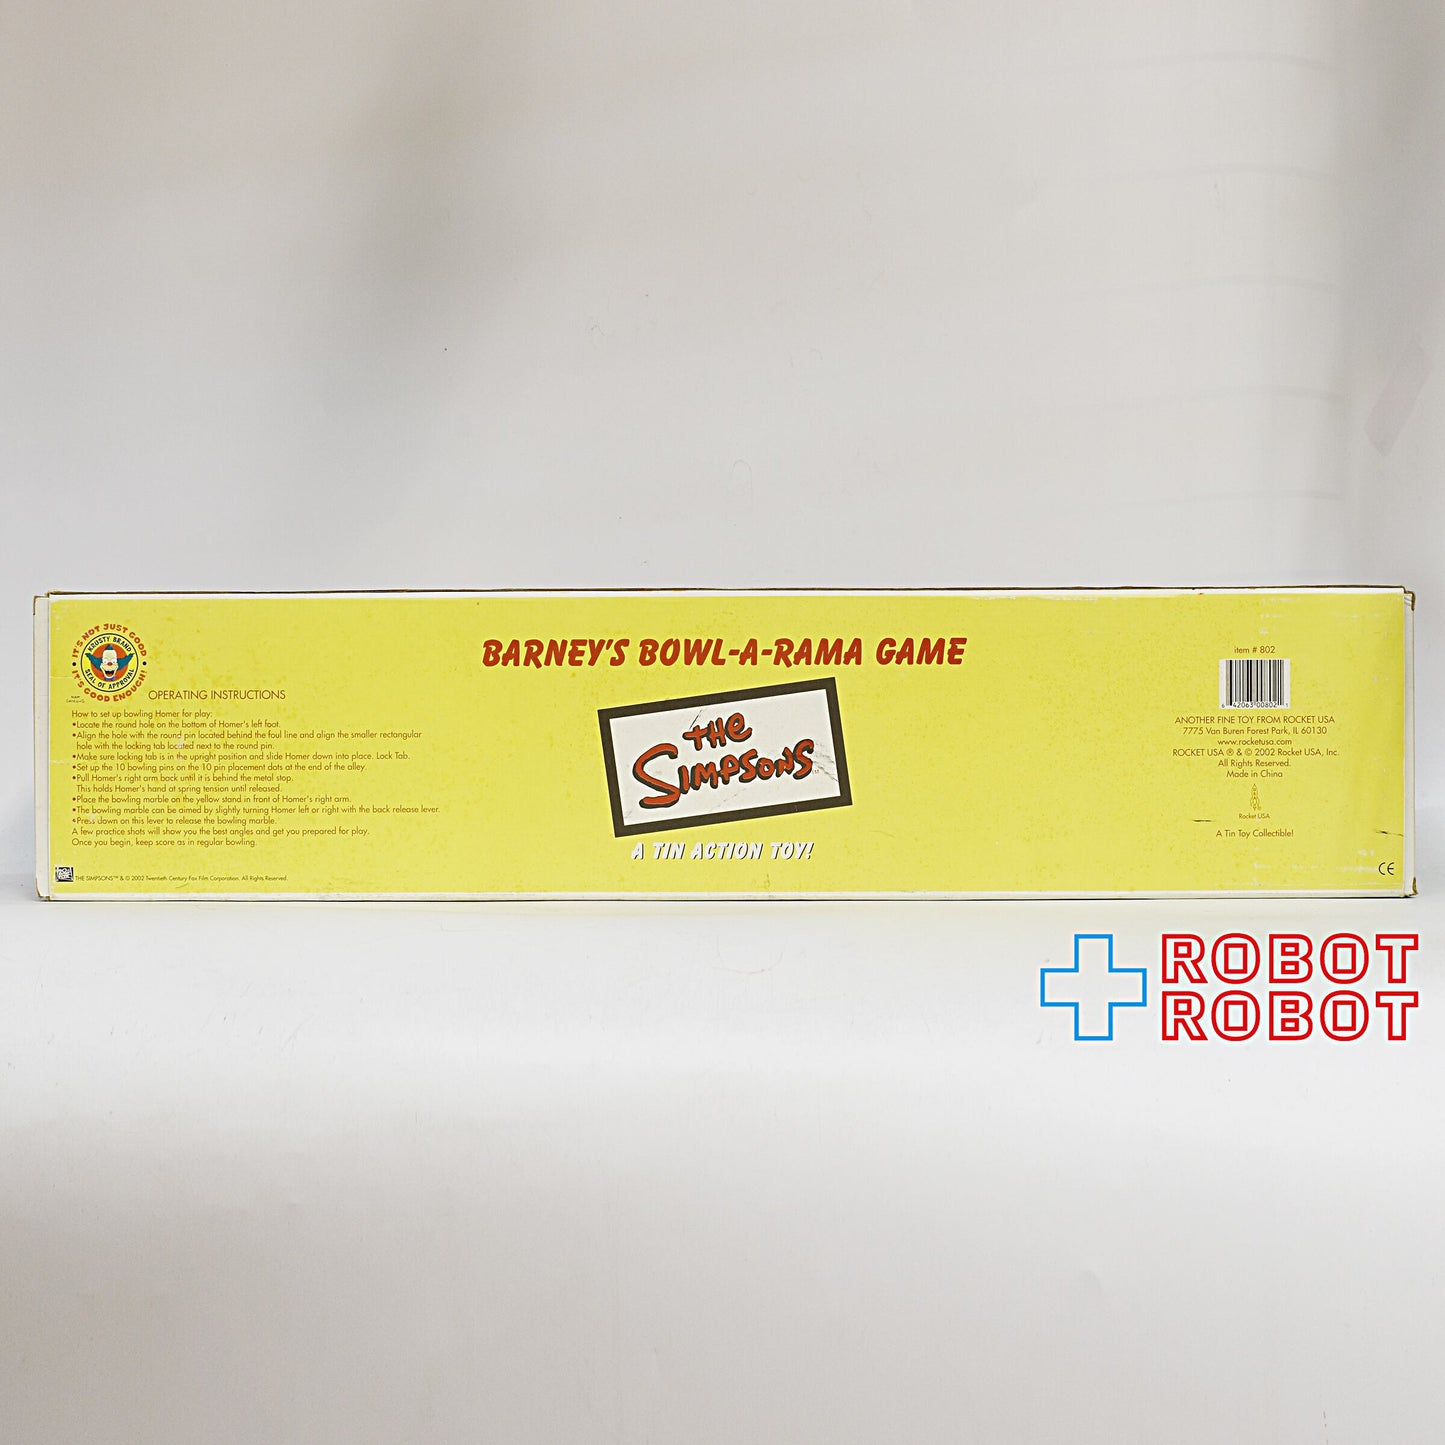 IT'S NOT JUST GOOD
IT'S GOOD ENOUGH!
KRUSTY BRAND
SEAL OF APPROVAL
OPERATING INSTRUCTIONS
How to set up bowling Homer for play:
•Locate the round hole on the bottom of Homer's left foot.
•Align the hole with the round pin located behind the foul line and align the smaller rectangular
hole with the locking tab located next to the round pin.
•Make sure locking tab is in the upright position and slide Homer down into place. Lock Tab.
•Set up the 10 bowling pins on the 10 pin placement dots at the end of the alley.
•Pull Homer's right arm back until it is behind the metal stop.
This holds Homer's hand at spring tension until released.
•Place the bowling marble on the yellow stand in front of Homer's right arm.
•The bowling marble can be aimed by slightly turning Homer left or right with the back release lever.
•Press down on this lever to release the bowling marble.
A few practice shots will show you the best angles and get you prepared for play.
Once you begin, keep score as in regular bowling.
THE SIMPSONS™ & © 2002 Twentieth Century Fox Film Corporation. All Rights Reserved.
BARNEY'S BOWL-A-RAMA GAME
THE
SIMPSONS™
A TIN ACTION TOY!
item # 802
6 42063 00802 1
ANOTHER FINE TOY FROM ROCKET USA
7775 Van Buren Forest Park, IL 60130
www.rocketusa.com
ROCKET USA ® & © 2002 Rocket USA, Inc.
All Rights Reserved.
Made in China
Rocket USA
A Tin Toy Collectible!
CE
ROBOT
ROBOT